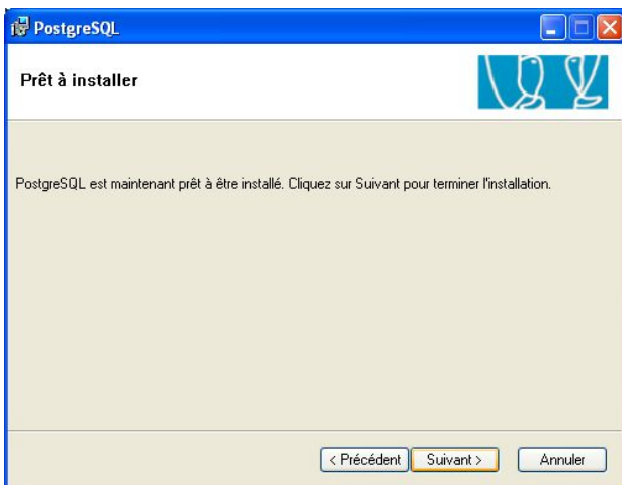 PostgreSQL
Prêt à installer
PostgreSQL est maintenant prêt à être installé. Cliquez sur Suivant pour terminer l'installation.
< Précédent Suivant > Annuler